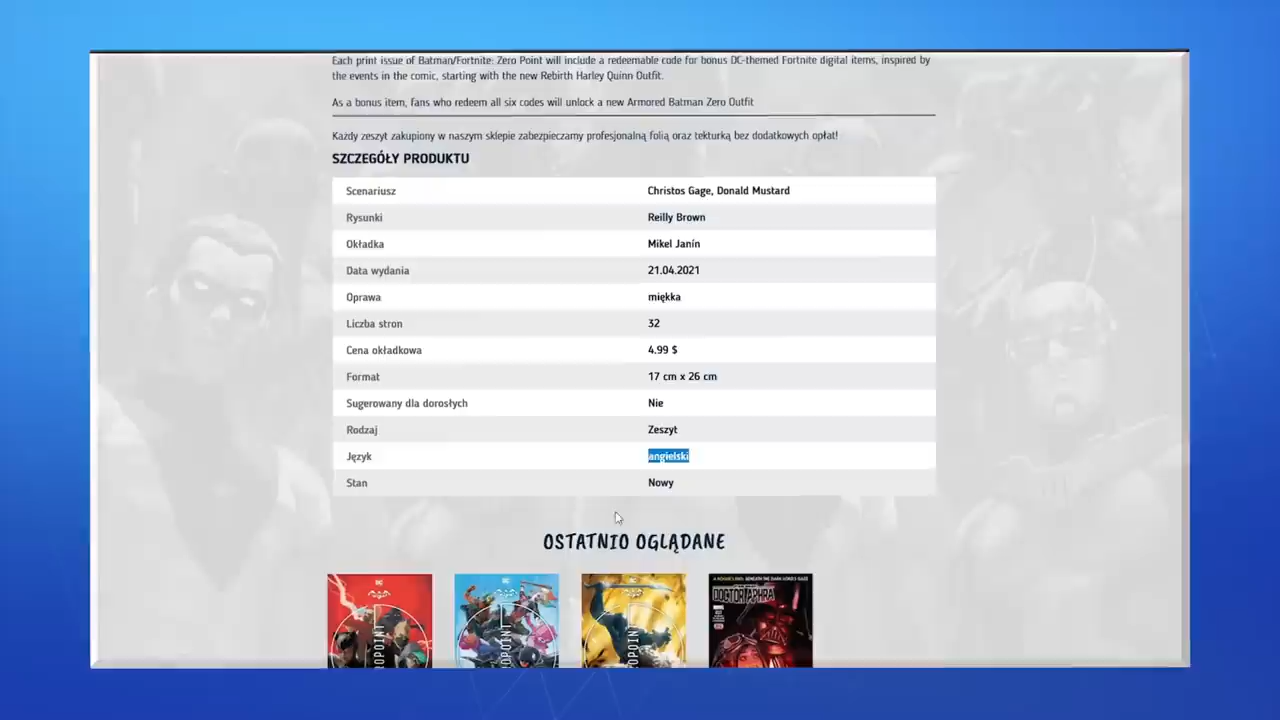 Each print issue of Batman/Fortnite: Zero Point will include a redeemable code for bonus DC-themed Fortnite digital items, inspired by
the events in the comic, starting with the new Rebirth Harley Quinn Outfit.
As a bonus item, fans who redeem all six codes will unlock a new Armored Batman Zero Outfit
Każdy zeszyt zakupiony w naszym sklepie zabezpieczamy profesjonalną folią oraz tekturką bez dodatkowych opłat!
SZCZEGÓŁY PRODUKTU
Scenariusz Christos Gage, Donald Mustard
Rysunki Reilly Brown
Okładka Mikel Janín
Data wydania 21.04.2021
Oprawa miękka
Liczba stron 32
Cena okładkowa 4.99 $
Format 17 cm x 26 cm
Sugerowany dla dorosłych Nie
Rodzaj Zeszyt
Język angielski
Stan Nowy
OSTATNIO OGLĄDANE
DOCTOR APHRA